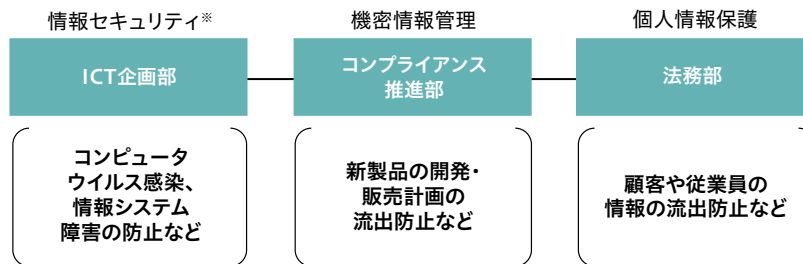 情報セキュリティ※
機密情報管理
個人情報保護
ICT企画部
コンプライアンス
推進部
法務部
コンピュータ
ウイルス感染、
情報システム
障害の防止など
新製品の開発・
販売計画の
流出防止など
顧客や従業員の
情報の流出防止など